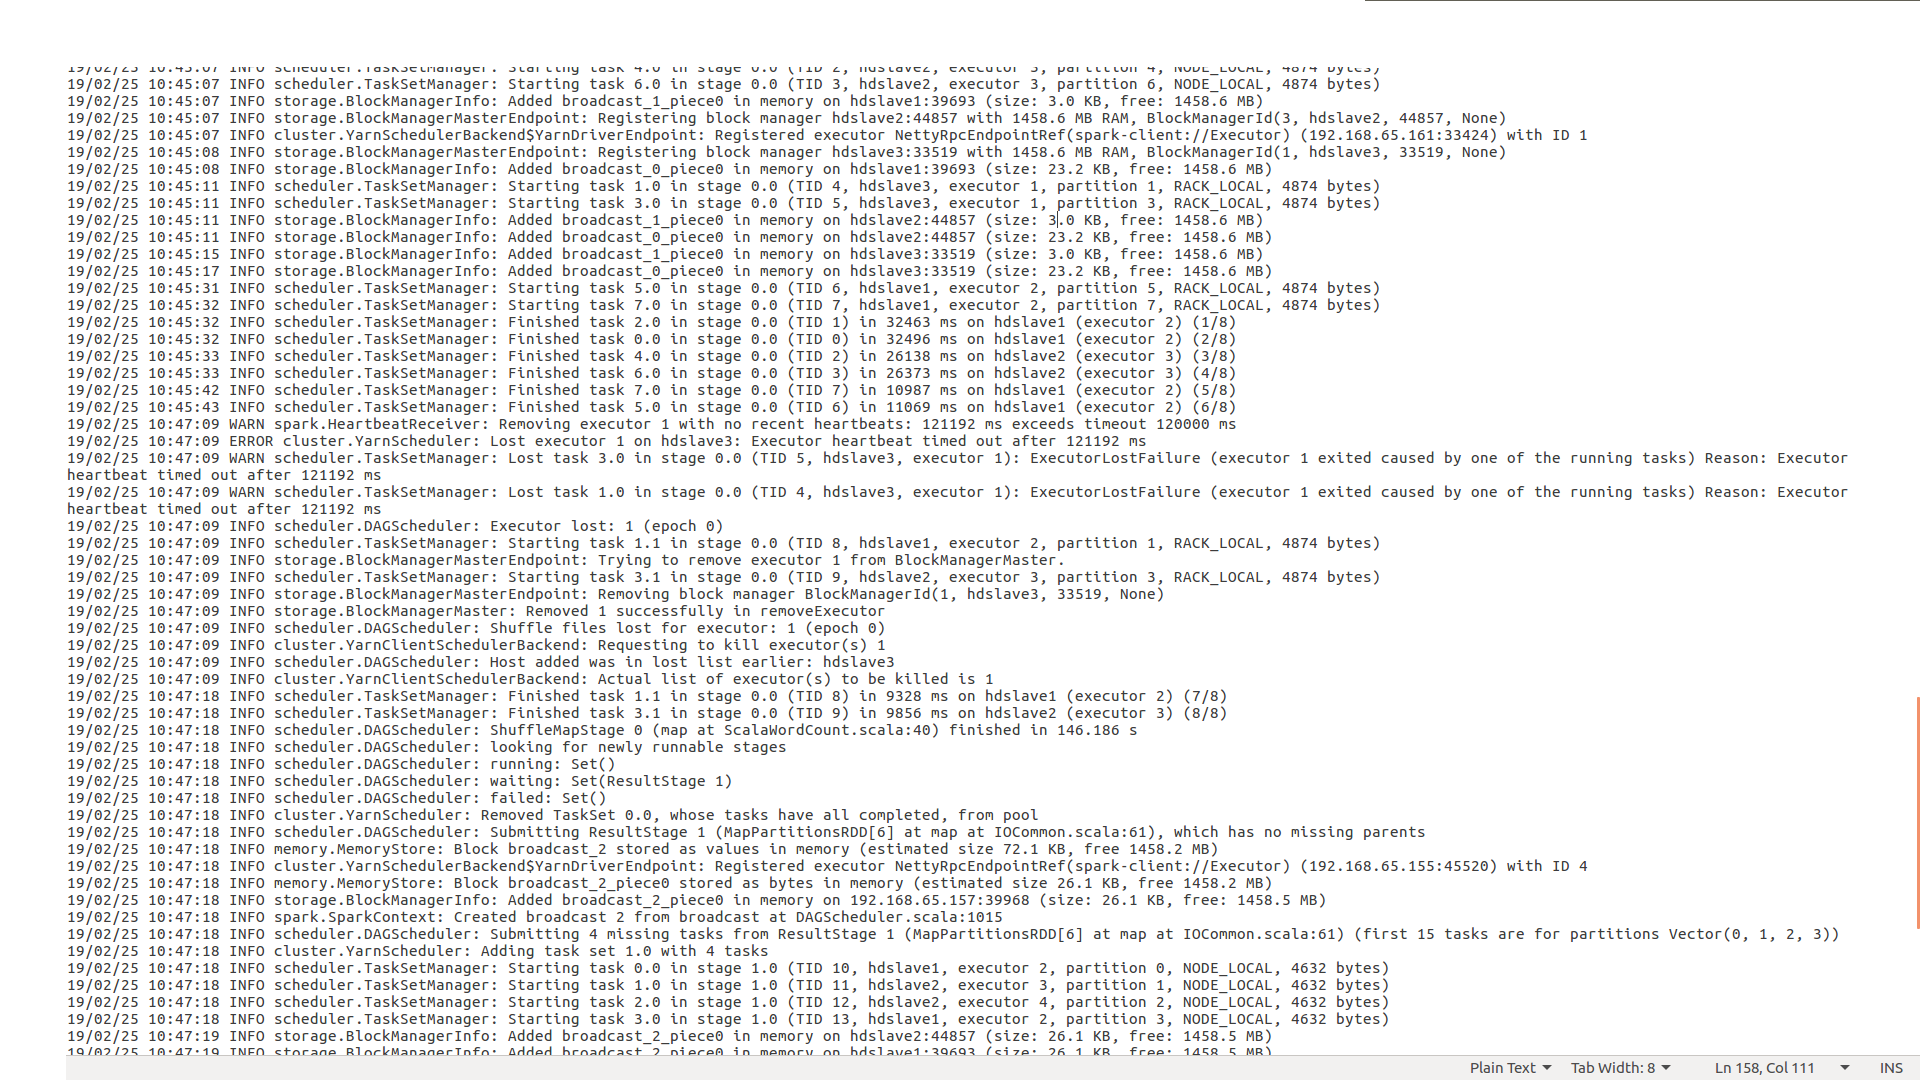 19/02/25 10:45:07 INFO scheduler.TaskSetManager: Starting task 4.0 in stage 0.0 (TID 2, hdslave2, executor 3, partition 4, NODE_LOCAL, 4874 bytes)
19/02/25 10:45:07 INFO scheduler.TaskSetManager: Starting task 6.0 in stage 0.0 (TID 3, hdslave2, executor 3, partition 6, NODE_LOCAL, 4874 bytes)
19/02/25 10:45:07 INFO storage.BlockManagerInfo: Added broadcast_1_piece0 in memory on hdslave1:39693 (size: 3.0 KB, free: 1458.6 MB)
19/02/25 10:45:07 INFO storage.BlockManagerMasterEndpoint: Registering block manager hdslave2:44857 with 1458.6 MB RAM, BlockManagerId(3, hdslave2, 44857, None)
19/02/25 10:45:07 INFO cluster.YarnSchedulerBackend$YarnDriverEndpoint: Registered executor NettyRpcEndpointRef(spark-client://Executor) (192.168.65.161:33424) with ID 1
19/02/25 10:45:08 INFO storage.BlockManagerMasterEndpoint: Registering block manager hdslave3:33519 with 1458.6 MB RAM, BlockManagerId(1, hdslave3, 33519, None)
19/02/25 10:45:08 INFO storage.BlockManagerInfo: Added broadcast_0_piece0 in memory on hdslave1:39693 (size: 23.2 KB, free: 1458.6 MB)
19/02/25 10:45:11 INFO scheduler.TaskSetManager: Starting task 1.0 in stage 0.0 (TID 4, hdslave3, executor 1, partition 1, RACK_LOCAL, 4874 bytes)
19/02/25 10:45:11 INFO scheduler.TaskSetManager: Starting task 3.0 in stage 0.0 (TID 5, hdslave3, executor 1, partition 3, RACK_LOCAL, 4874 bytes)
19/02/25 10:45:11 INFO storage.BlockManagerInfo: Added broadcast_1_piece0 in memory on hdslave2:44857 (size: 3.0 KB, free: 1458.6 MB)
19/02/25 10:45:11 INFO storage.BlockManagerInfo: Added broadcast_0_piece0 in memory on hdslave2:44857 (size: 23.2 KB, free: 1458.6 MB)
19/02/25 10:45:15 INFO storage.BlockManagerInfo: Added broadcast_1_piece0 in memory on hdslave3:33519 (size: 3.0 KB, free: 1458.6 MB)
19/02/25 10:45:17 INFO storage.BlockManagerInfo: Added broadcast_0_piece0 in memory on hdslave3:33519 (size: 23.2 KB, free: 1458.6 MB)
19/02/25 10:45:31 INFO scheduler.TaskSetManager: Starting task 5.0 in stage 0.0 (TID 6, hdslave1, executor 2, partition 5, RACK_LOCAL, 4874 bytes)
19/02/25 10:45:32 INFO scheduler.TaskSetManager: Starting task 7.0 in stage 0.0 (TID 7, hdslave1, executor 2, partition 7, RACK_LOCAL, 4874 bytes)
19/02/25 10:45:32 INFO scheduler.TaskSetManager: Finished task 2.0 in stage 0.0 (TID 1) in 32463 ms on hdslave1 (executor 2) (1/8)
19/02/25 10:45:32 INFO scheduler.TaskSetManager: Finished task 0.0 in stage 0.0 (TID 0) in 32496 ms on hdslave1 (executor 2) (2/8)
19/02/25 10:45:33 INFO scheduler.TaskSetManager: Finished task 4.0 in stage 0.0 (TID 2) in 26138 ms on hdslave2 (executor 3) (3/8)
19/02/25 10:45:33 INFO scheduler.TaskSetManager: Finished task 6.0 in stage 0.0 (TID 3) in 26373 ms on hdslave2 (executor 3) (4/8)
19/02/25 10:45:42 INFO scheduler.TaskSetManager: Finished task 7.0 in stage 0.0 (TID 7) in 10987 ms on hdslave1 (executor 2) (5/8)
19/02/25 10:45:43 INFO scheduler.TaskSetManager: Finished task 5.0 in stage 0.0 (TID 6) in 11069 ms on hdslave1 (executor 2) (6/8)
19/02/25 10:47:09 WARN spark.HeartbeatReceiver: Removing executor 1 with no recent heartbeats: 121192 ms exceeds timeout 120000 ms
19/02/25 10:47:09 ERROR cluster.YarnScheduler: Lost executor 1 on hdslave3: Executor heartbeat timed out after 121192 ms
19/02/25 10:47:09 WARN scheduler.TaskSetManager: Lost task 3.0 in stage 0.0 (TID 5, hdslave3, executor 1): ExecutorLostFailure (executor 1 exited caused by one of the running tasks) Reason: Executor
heartbeat timed out after 121192 ms
19/02/25 10:47:09 WARN scheduler.TaskSetManager: Lost task 1.0 in stage 0.0 (TID 4, hdslave3, executor 1): ExecutorLostFailure (executor 1 exited caused by one of the running tasks) Reason: Executor
heartbeat timed out after 121192 ms
19/02/25 10:47:09 INFO scheduler.DAGScheduler: Executor lost: 1 (epoch 0)
19/02/25 10:47:09 INFO scheduler.TaskSetManager: Starting task 1.1 in stage 0.0 (TID 8, hdslave1, executor 2, partition 1, RACK_LOCAL, 4874 bytes)
19/02/25 10:47:09 INFO storage.BlockManagerMasterEndpoint: Trying to remove executor 1 from BlockManagerMaster.
19/02/25 10:47:09 INFO scheduler.TaskSetManager: Starting task 3.1 in stage 0.0 (TID 9, hdslave2, executor 3, partition 3, RACK_LOCAL, 4874 bytes)
19/02/25 10:47:09 INFO storage.BlockManagerMasterEndpoint: Removing block manager BlockManagerId(1, hdslave3, 33519, None)
19/02/25 10:47:09 INFO storage.BlockManagerMaster: Removed 1 successfully in removeExecutor
19/02/25 10:47:09 INFO scheduler.DAGScheduler: Shuffle files lost for executor: 1 (epoch 0)
19/02/25 10:47:09 INFO cluster.YarnClientSchedulerBackend: Requesting to kill executor(s) 1
19/02/25 10:47:09 INFO scheduler.DAGScheduler: Host added was in lost list earlier: hdslave3
19/02/25 10:47:09 INFO cluster.YarnClientSchedulerBackend: Actual list of executor(s) to be killed is 1
19/02/25 10:47:18 INFO scheduler.TaskSetManager: Finished task 1.1 in stage 0.0 (TID 8) in 9328 ms on hdslave1 (executor 2) (7/8)
19/02/25 10:47:18 INFO scheduler.TaskSetManager: Finished task 3.1 in stage 0.0 (TID 9) in 9856 ms on hdslave2 (executor 3) (8/8)
19/02/25 10:47:18 INFO scheduler.DAGScheduler: ShuffleMapStage 0 (map at ScalaWordCount.scala:40) finished in 146.186 s
19/02/25 10:47:18 INFO scheduler.DAGScheduler: looking for newly runnable stages
19/02/25 10:47:18 INFO scheduler.DAGScheduler: running: Set()
19/02/25 10:47:18 INFO scheduler.DAGScheduler: waiting: Set(ResultStage 1)
19/02/25 10:47:18 INFO scheduler.DAGScheduler: failed: Set()
19/02/25 10:47:18 INFO cluster.YarnScheduler: Removed TaskSet 0.0, whose tasks have all completed, from pool
19/02/25 10:47:18 INFO scheduler.DAGScheduler: Submitting ResultStage 1 (MapPartitionsRDD[6] at map at IOCommon.scala:61), which has no missing parents
19/02/25 10:47:18 INFO memory.MemoryStore: Block broadcast_2 stored as values in memory (estimated size 72.1 KB, free 1458.2 MB)
19/02/25 10:47:18 INFO cluster.YarnSchedulerBackend$YarnDriverEndpoint: Registered executor NettyRpcEndpointRef(spark-client://Executor) (192.168.65.155:45520) with ID 4
19/02/25 10:47:18 INFO memory.MemoryStore: Block broadcast_2_piece0 stored as bytes in memory (estimated size 26.1 KB, free 1458.2 MB)
19/02/25 10:47:18 INFO storage.BlockManagerInfo: Added broadcast_2_piece0 in memory on 192.168.65.157:39968 (size: 26.1 KB, free: 1458.5 MB)
19/02/25 10:47:18 INFO spark.SparkContext: Created broadcast 2 from broadcast at DAGScheduler.scala:1015
19/02/25 10:47:18 INFO scheduler.DAGScheduler: Submitting 4 missing tasks from ResultStage 1 (MapPartitionsRDD[6] at map at IOCommon.scala:61) (first 15 tasks are for partitions Vector(0, 1, 2, 3))
19/02/25 10:47:18 INFO cluster.YarnScheduler: Adding task set 1.0 with 4 tasks
19/02/25 10:47:18 INFO scheduler.TaskSetManager: Starting task 0.0 in stage 1.0 (TID 10, hdslave1, executor 2, partition 0, NODE_LOCAL, 4632 bytes)
19/02/25 10:47:18 INFO scheduler.TaskSetManager: Starting task 1.0 in stage 1.0 (TID 11, hdslave2, executor 3, partition 1, NODE_LOCAL, 4632 bytes)
19/02/25 10:47:18 INFO scheduler.TaskSetManager: Starting task 2.0 in stage 1.0 (TID 12, hdslave2, executor 4, partition 2, NODE_LOCAL, 4632 bytes)
19/02/25 10:47:18 INFO scheduler.TaskSetManager: Starting task 3.0 in stage 1.0 (TID 13, hdslave1, executor 2, partition 3, NODE_LOCAL, 4632 bytes)
19/02/25 10:47:19 INFO storage.BlockManagerInfo: Added broadcast_2_piece0 in memory on hdslave2:44857 (size: 26.1 KB, free: 1458.5 MB)
19/02/25 10:47:19 INFO storage.BlockManagerInfo: Added broadcast_2_piece0 in memory on hdslave1:39693 (size: 26.1 KB, free: 1458.5 MB)
Plain Text Tab Width: 8 Ln 158, Col 111 INS